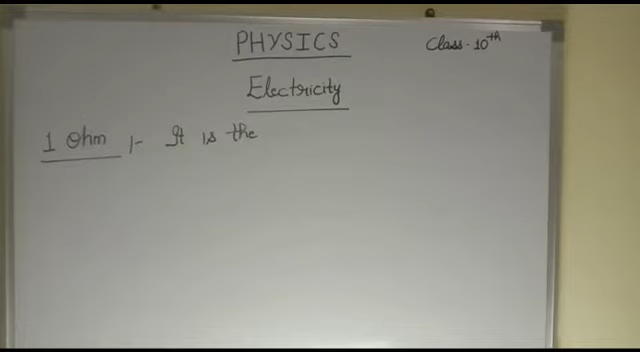 PHYSICS
Class - 10th
Electricity
1 Ohm :- It is the